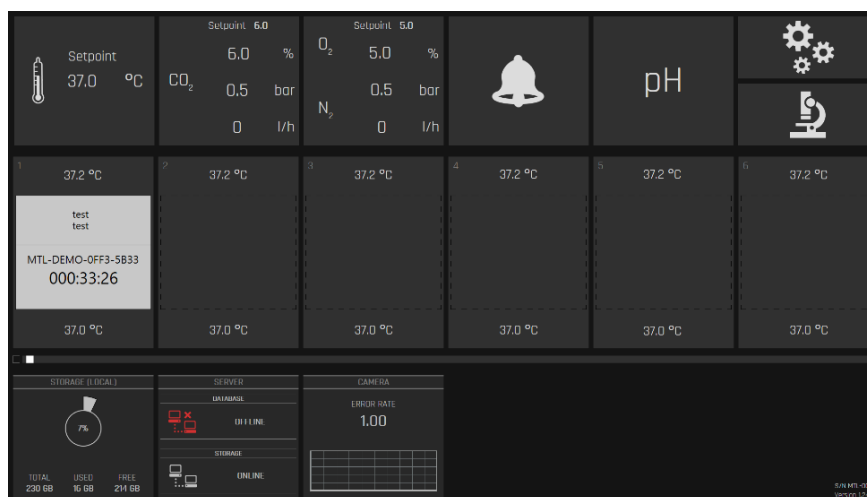 Setpoint
37.0 °C
Setpoint 6.0
CO2
6.0 %
0.5 bar
0 l/h
Setpoint 5.0
O2
5.0 %
0.5 bar
N2
0 l/h
pH
1
37.2 °C
test
test
MTL-DEMO-0FF3-5B33
000:33:26
37.0 °C
2
37.2 °C
37.0 °C
3
37.2 °C
37.0 °C
4
37.2 °C
37.0 °C
5
37.2 °C
37.0 °C
6
37.2 °C
37.0 °C
STORAGE (LOCAL)
7%
TOTAL USED FREE
230 GB 16 GB 214 GB
SERVER
DATABASE
OFFLINE
STORAGE
ONLINE
CAMERA
ERROR RATE
1.00
S/N MTL
Version